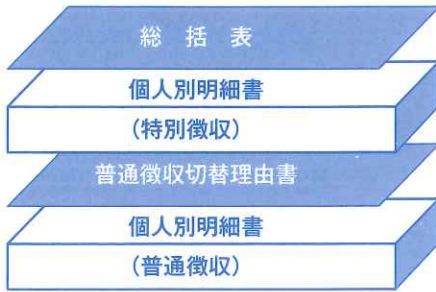 総 括 表
個人別明細書
（特別徴収）
普通徴収切替理由書
個人別明細書
（普通徴収）